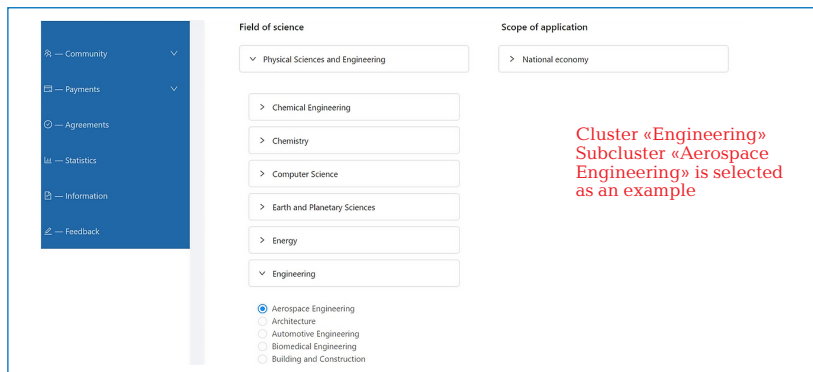 — Community
— Payments
— Agreements
— Statistics
— Information
— Feedback
Field of science
Physical Sciences and Engineering
Chemical Engineering
Chemistry
Computer Science
Earth and Planetary Sciences
Energy
Engineering
Aerospace Engineering
Architecture
Automotive Engineering
Biomedical Engineering
Building and Construction
Scope of application
National economy
Cluster «Engineering»
Subcluster «Aerospace
Engineering» is selected
as an example